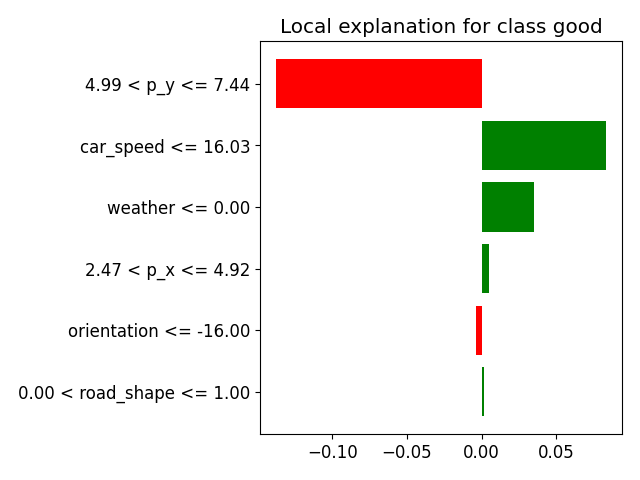 Local explanation for class good
4.99 < p_y <= 7.44
car_speed <= 16.03
weather <= 0.00
2.47 < p_x <= 4.92
orientation <= -16.00
0.00 < road_shape <= 1.00
−0.10 −0.05 0.00 0.05